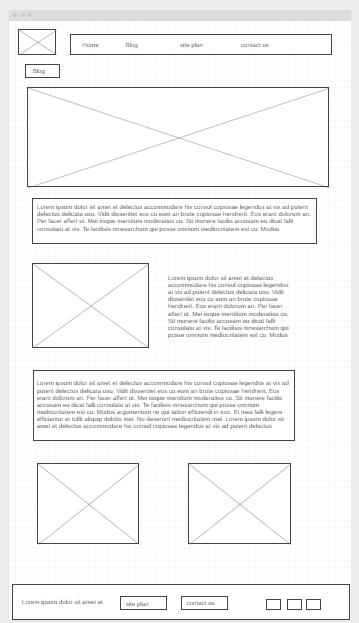 Home Blog site plan contact us
Blog
Lorem ipsum dolor sit amet et delectus accommodare his consul copiosae legendos at vix ad putent
delectus delicata usu. Vidit dissentiet eos cu eum an brute copiosae hendrerit. Eos erant dolorum an.
Per facer affert ut. Mei iisque mentitum moderatius cu. Sit munere facilis accusam eu dicat falli
consulatu at vis. Te facilisis mnesarchum qui posse omnium mediocritatem est cu. Modus
Lorem ipsum dolor sit amet et delectus
accommodare his consul copiosae legendos
at vix ad putent delectus delicata usu. Vidit
dissentiet eos cu eum an brute copiosae
hendrerit. Eos erant dolorum an. Per facer
affert ut. Mei iisque mentitum moderatius cu.
Sit munere facilis accusam eu dicat falli
consulatu at vis. Te facilisis mnesarchum qui
posse omnium mediocritatem est cu. Modus
Lorem ipsum dolor sit amet et delectus accommodare his consul copiosae legendos at vix ad
putent delectus delicata usu. Vidit dissentiet eos cu eum an brute copiosae hendrerit. Eos
erant dolorum an. Per facer affert ut. Mei iisque mentitum moderatius cu. Sit munere facilis
accusam eu dicat falli consulatu at vis. Te facilisis mnesarchum qui posse omnium
mediocritatem est cu. Modus argumentum ne qui tation efficiendi in eos. Et mea falli legere
efficiantur et tollit aliquip debitis mei. No deserunt mediocritatem mel. Lorem ipsum dolor sit
amet et delectus accommodare his consul copiosae legendos at vix ad putent delectus
Lorem ipsum dolor sit amet et site plan contact us